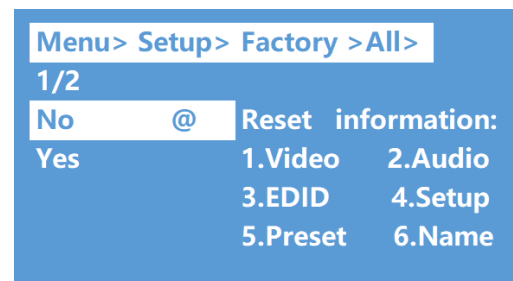 Menu> Setup> Factory >All>
1/2
No @ Reset information:
Yes 1.Video 2.Audio
3.EDID 4.Setup
5.Preset 6.Name